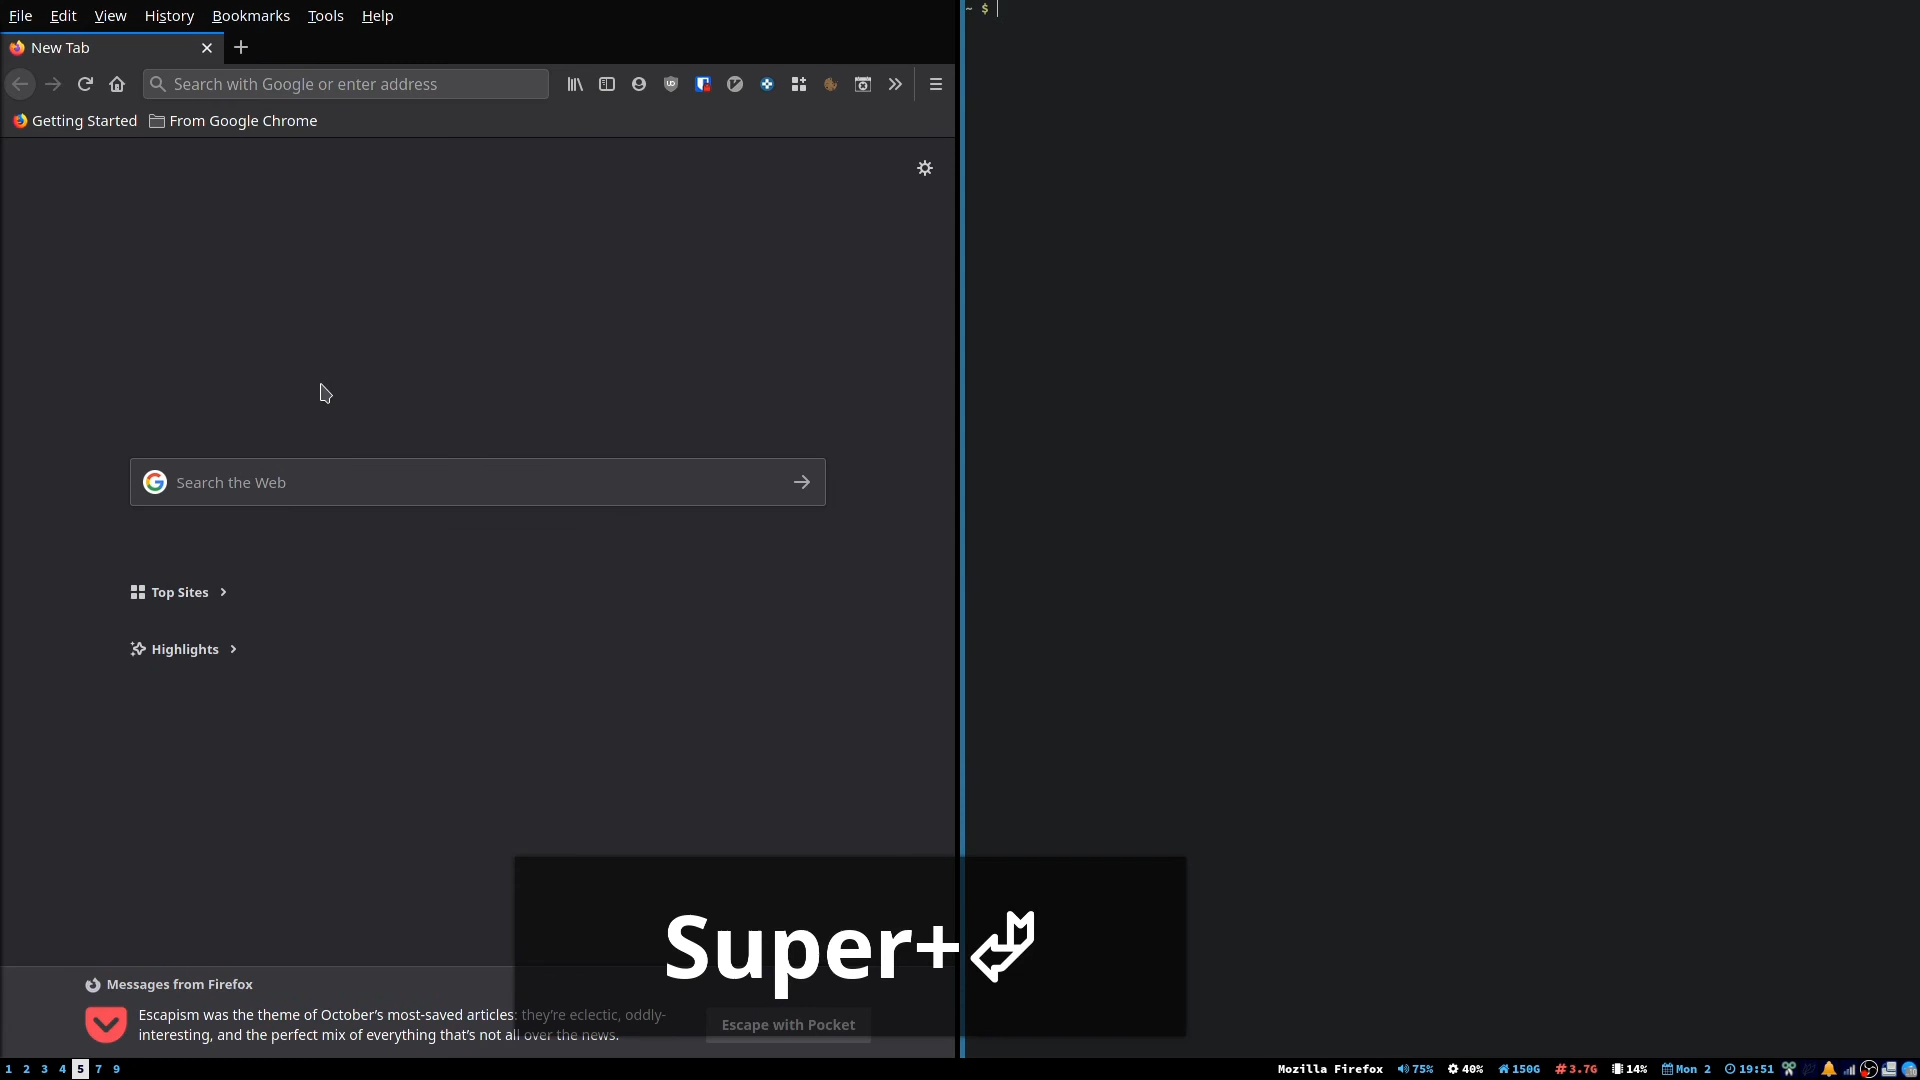 File Edit View History Bookmarks Tools Help
~ $
New Tab
Search with Google or enter address
Getting Started From Google Chrome
Search the Web
Top Sites
Highlights
Super+
Messages from Firefox
Escapism was the theme of October's most-saved articles: they're eclectic, oddly-
interesting, and the perfect mix of everything that's not all over the news.
Escape with Pocket
1 2 3 4 5 7 9 Mozilla Firefox 75% 40% 150G 3.7G 14% Mon 2 19:51